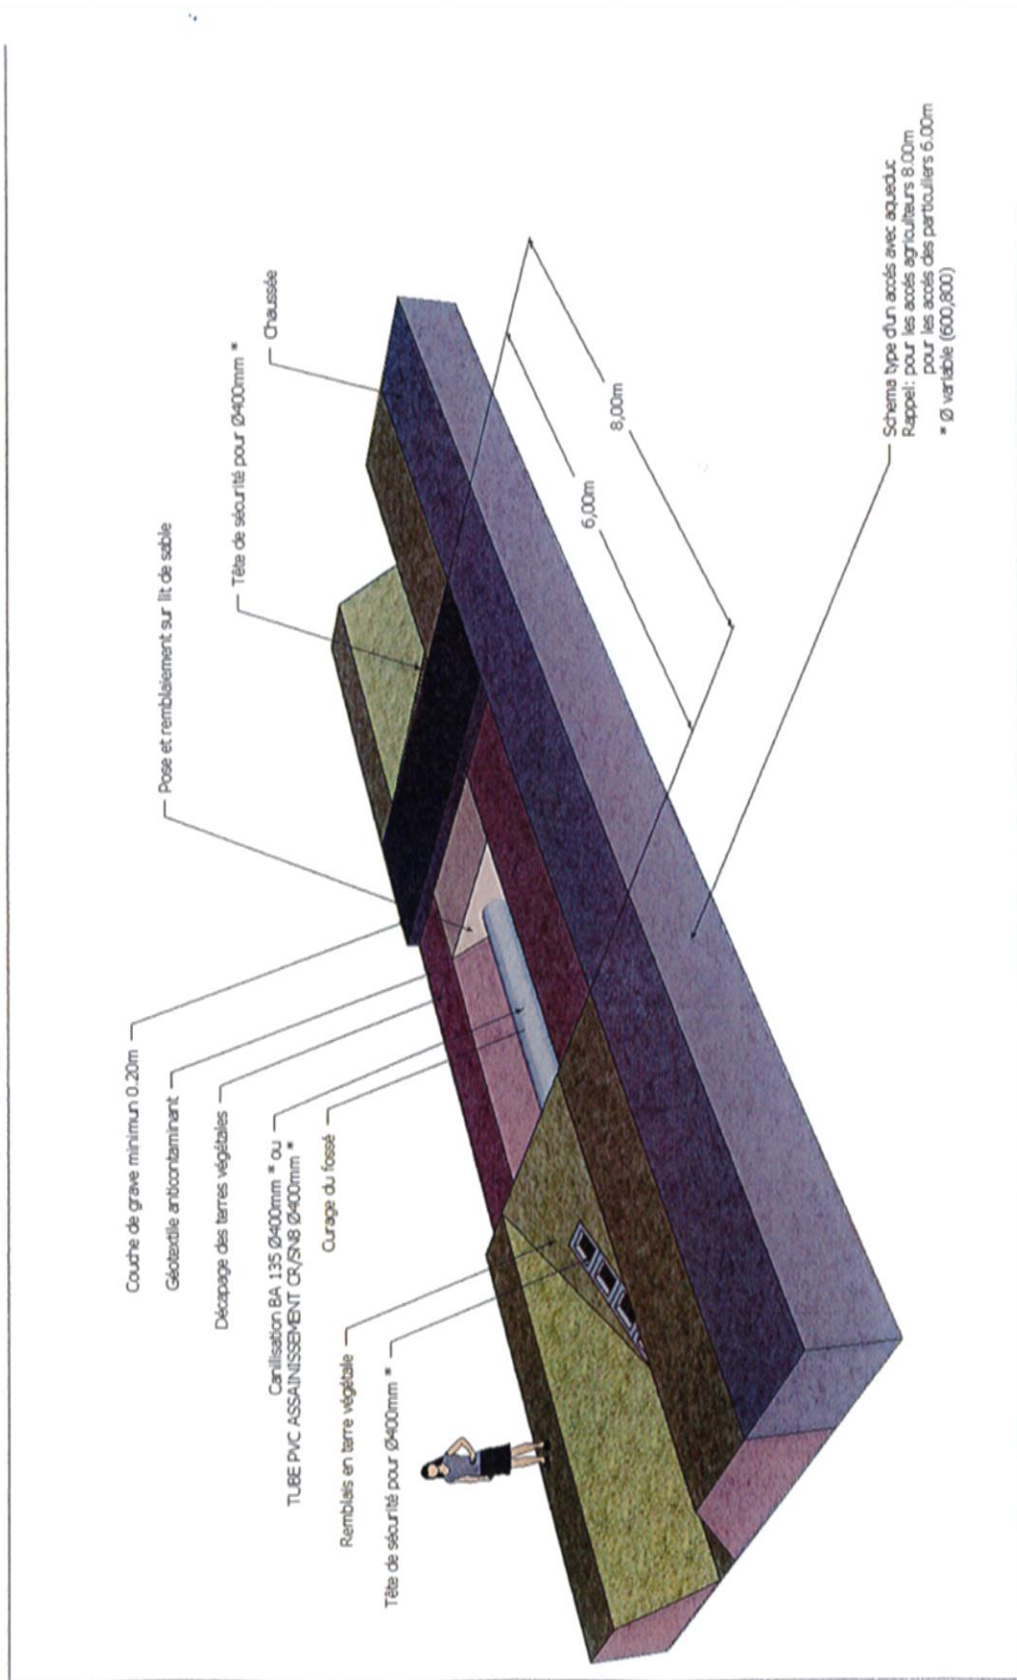 Couche de grave minimun 0.20m
Géotextile anticontaminant
Décapage des terres végétales
Canilisation BA 135 Ø400mm * ou
TUBE PVC ASSAINISSEMENT CR/SN8 Ø400mm *
Curage du fossé
Remblais en terre végétale
Tête de sécurité pour Ø400mm *
Pose et remblaiement sur lit de sable
Tête de sécurité pour Ø400mm *
Chaussée
8,00m
6,00m
Schema type d'un accés avec aqueduc
Rappel: pour les accés agriculteurs 8.00m
pour les accés des particuliers 6.00m
* Ø variable (600,800)